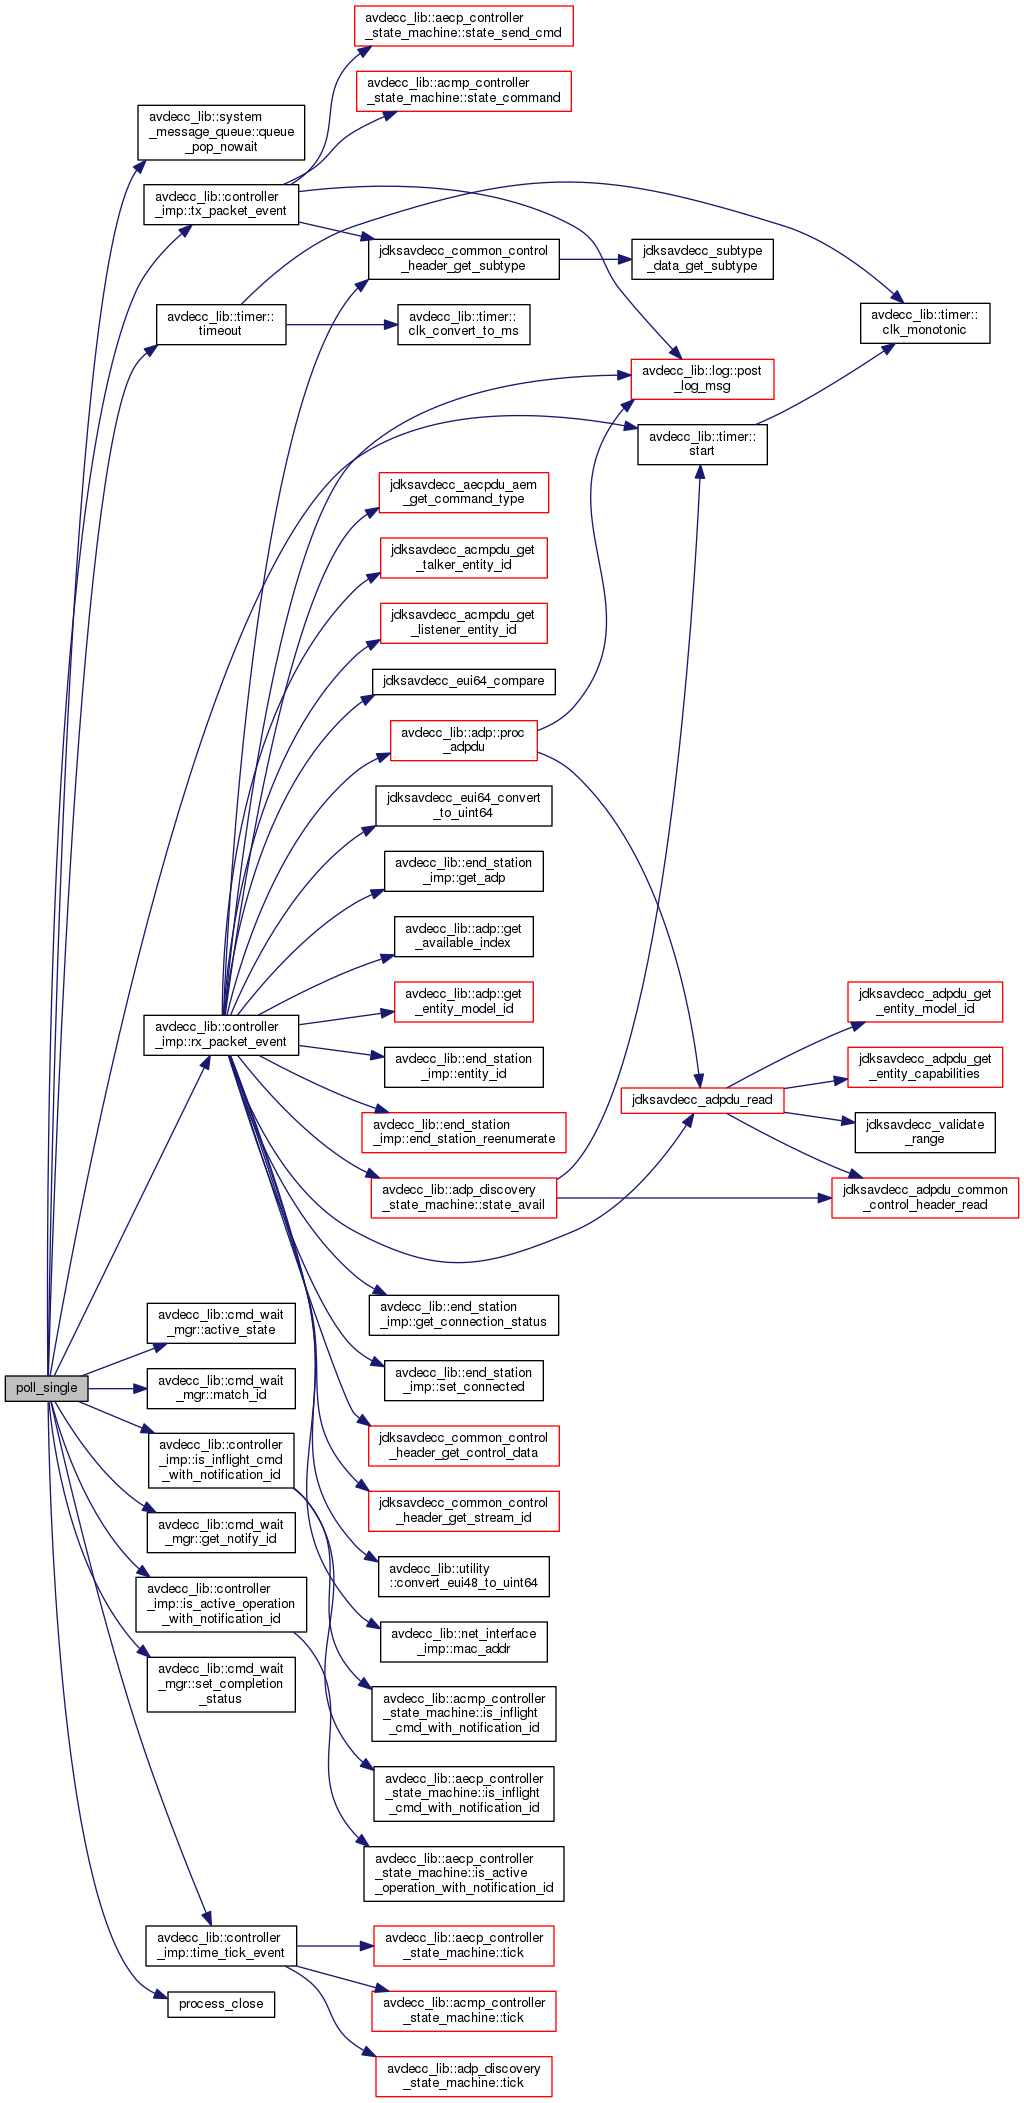 avdecc_lib::aecp_controller
_state_machine::state_send_cmd
avdecc_lib::acmp_controller
_state_machine::state_command
avdecc_lib::system
_message_queue::queue
_pop_nowait
avdecc_lib::controller
_imp::tx_packet_event
jdksavdecc_common_control
_header_get_subtype
jdksavdecc_subtype
_data_get_subtype
avdecc_lib::timer::
timeout
avdecc_lib::timer::
clk_convert_to_ms
avdecc_lib::timer::
clk_monotonic
avdecc_lib::log::post
_log_msg
avdecc_lib::timer::
start
jdksavdecc_aecpdu_aem
_get_command_type
jdksavdecc_acmpdu_get
_talker_entity_id
jdksavdecc_acmpdu_get
_listener_entity_id
jdksavdecc_eui64_compare
avdecc_lib::adp::proc
_adpdu
jdksavdecc_eui64_convert
_to_uint64
avdecc_lib::end_station
_imp::get_adp
avdecc_lib::adp::get
_available_index
avdecc_lib::adp::get
_entity_model_id
avdecc_lib::controller
_imp::rx_packet_event
avdecc_lib::end_station
_imp::entity_id
jdksavdecc_adpdu_get
_entity_model_id
jdksavdecc_adpdu_get
_entity_capabilities
jdksavdecc_adpdu_read
jdksavdecc_validate
_range
avdecc_lib::end_station
_imp::end_station_reenumerate
avdecc_lib::adp_discovery
_state_machine::state_avail
jdksavdecc_adpdu_common
_control_header_read
avdecc_lib::end_station
_imp::get_connection_status
avdecc_lib::cmd_wait
_mgr::active_state
poll_single
avdecc_lib::cmd_wait
_mgr::match_id
avdecc_lib::end_station
_imp::set_connected
avdecc_lib::controller
_imp::is_inflight_cmd
_with_notification_id
jdksavdecc_common_control
_header_get_control_data
jdksavdecc_common_control
_header_get_stream_id
avdecc_lib::cmd_wait
_mgr::get_notify_id
avdecc_lib::utility
::convert_eui48_to_uint64
avdecc_lib::controller
_imp::is_active_operation
_with_notification_id
avdecc_lib::net_interface
_imp::mac_addr
avdecc_lib::cmd_wait
_mgr::set_completion
_status
avdecc_lib::acmp_controller
_state_machine::is_inflight
_cmd_with_notification_id
avdecc_lib::aecp_controller
_state_machine::is_inflight
_cmd_with_notification_id
avdecc_lib::aecp_controller
_state_machine::is_active
_operation_with_notification_id
avdecc_lib::controller
_imp::time_tick_event
avdecc_lib::aecp_controller
_state_machine::tick
process_close
avdecc_lib::acmp_controller
_state_machine::tick
avdecc_lib::adp_discovery
_state_machine::tick